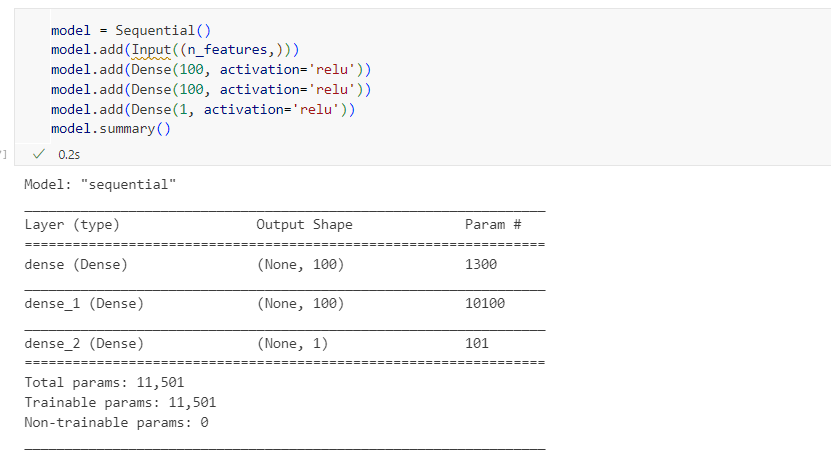 model = Sequential()
model.add(Input((n_features,)))
model.add(Dense(100, activation='relu'))
model.add(Dense(100, activation='relu'))
model.add(Dense(1, activation='relu'))
model.summary()
']
✓ 0.2s
Model: "sequential"
_________________________________________________________________
Layer (type) Output Shape Param #
=================================================================
dense (Dense) (None, 100) 1300
_________________________________________________________________
dense_1 (Dense) (None, 100) 10100
_________________________________________________________________
dense_2 (Dense) (None, 1) 101
=================================================================
Total params: 11,501
Trainable params: 11,501
Non-trainable params: 0
_________________________________________________________________